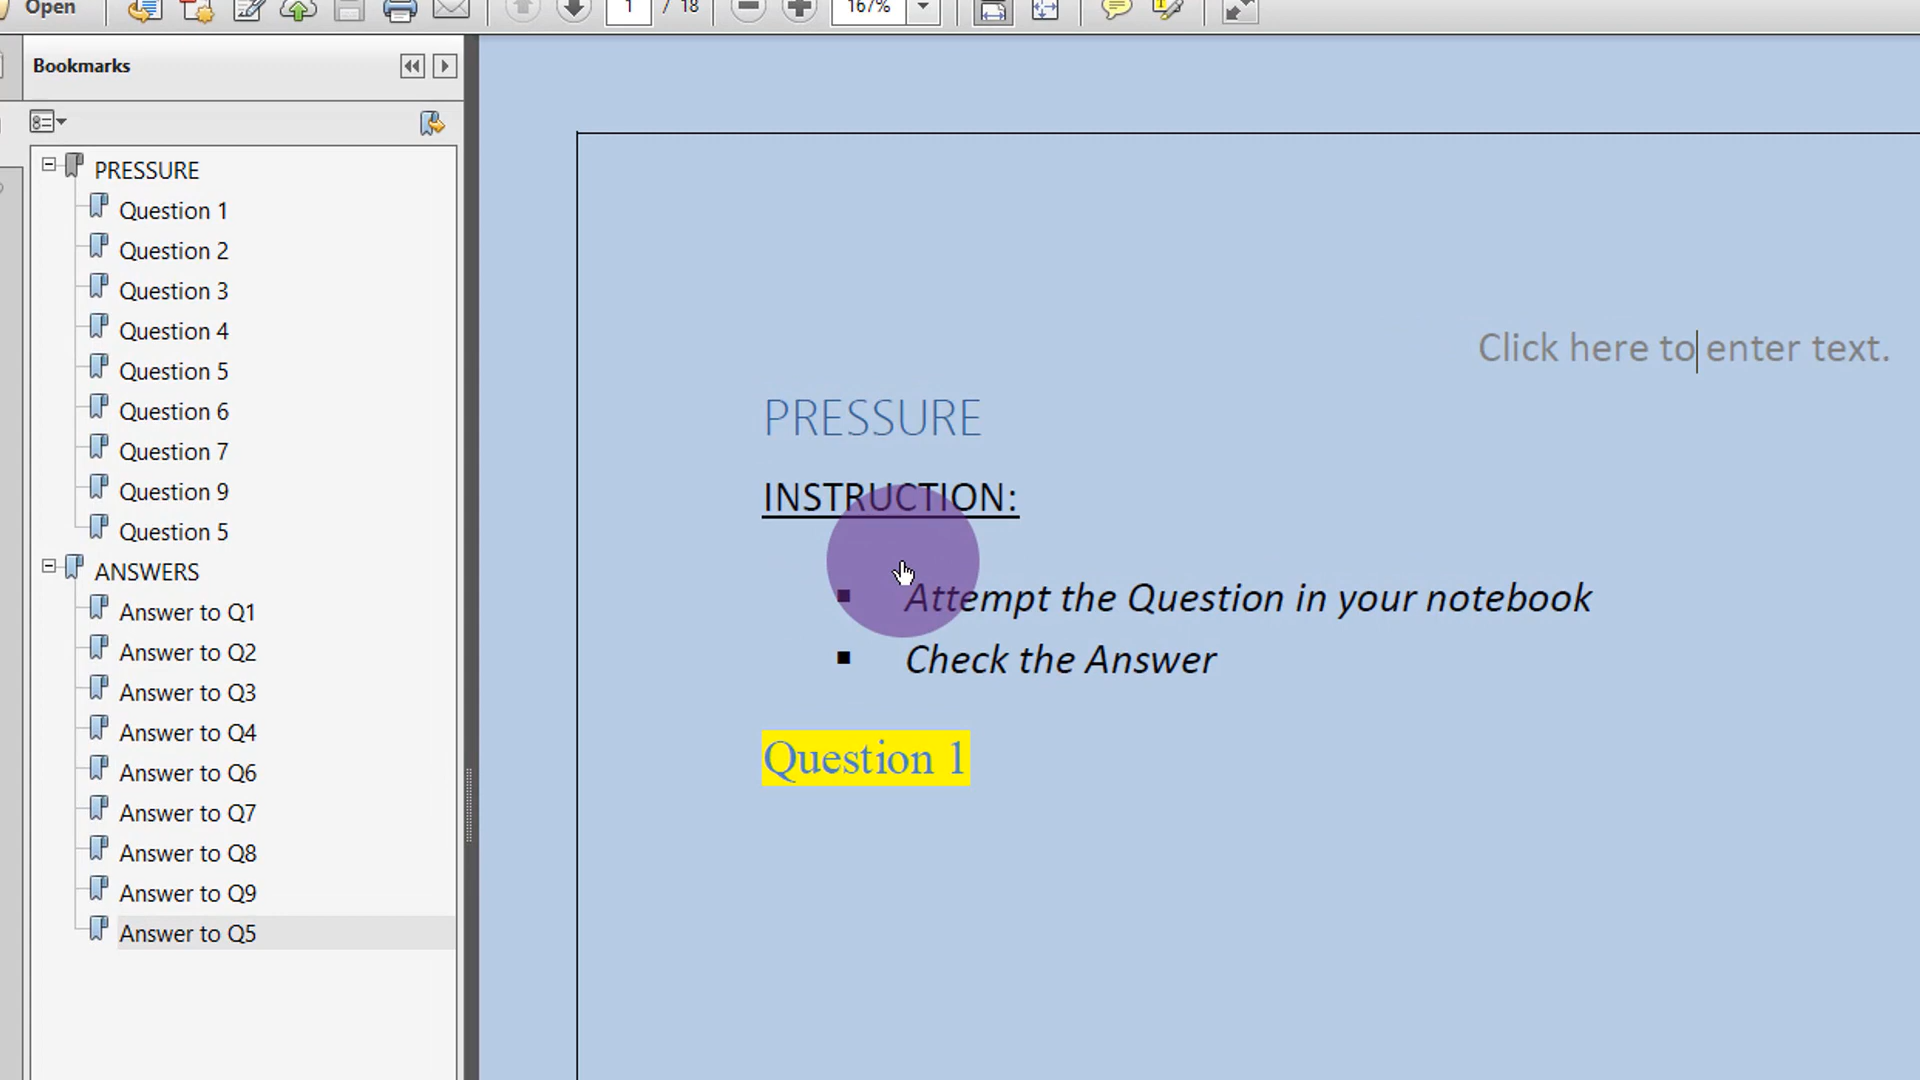 Open
1 / 18
167%
Bookmarks
PRESSURE
Question 1
Question 2
Question 3
Question 4
Question 5
Question 6
Question 7
Question 9
Question 5
ANSWERS
Answer to Q1
Answer to Q2
Answer to Q3
Answer to Q4
Answer to Q6
Answer to Q7
Answer to Q8
Answer to Q9
Answer to Q5
Click here to enter text.
PRESSURE
INSTRUCTION:
▪ Attempt the Question in your notebook
▪ Check the Answer
Question 1